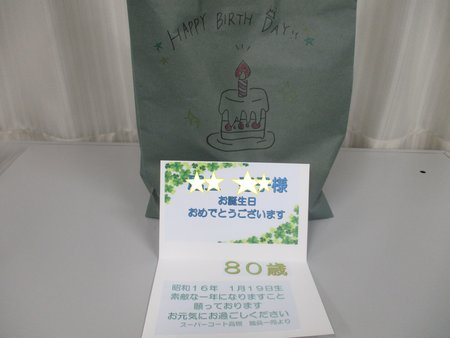 HAPPY BIRTH DAY
様
お誕生日
おめでとうございます
80歳
昭和16年 1月19日生
素敵な一年になりますこと
願っております
お元気にお過ごしください
スーパーコート高槻 職員一同より